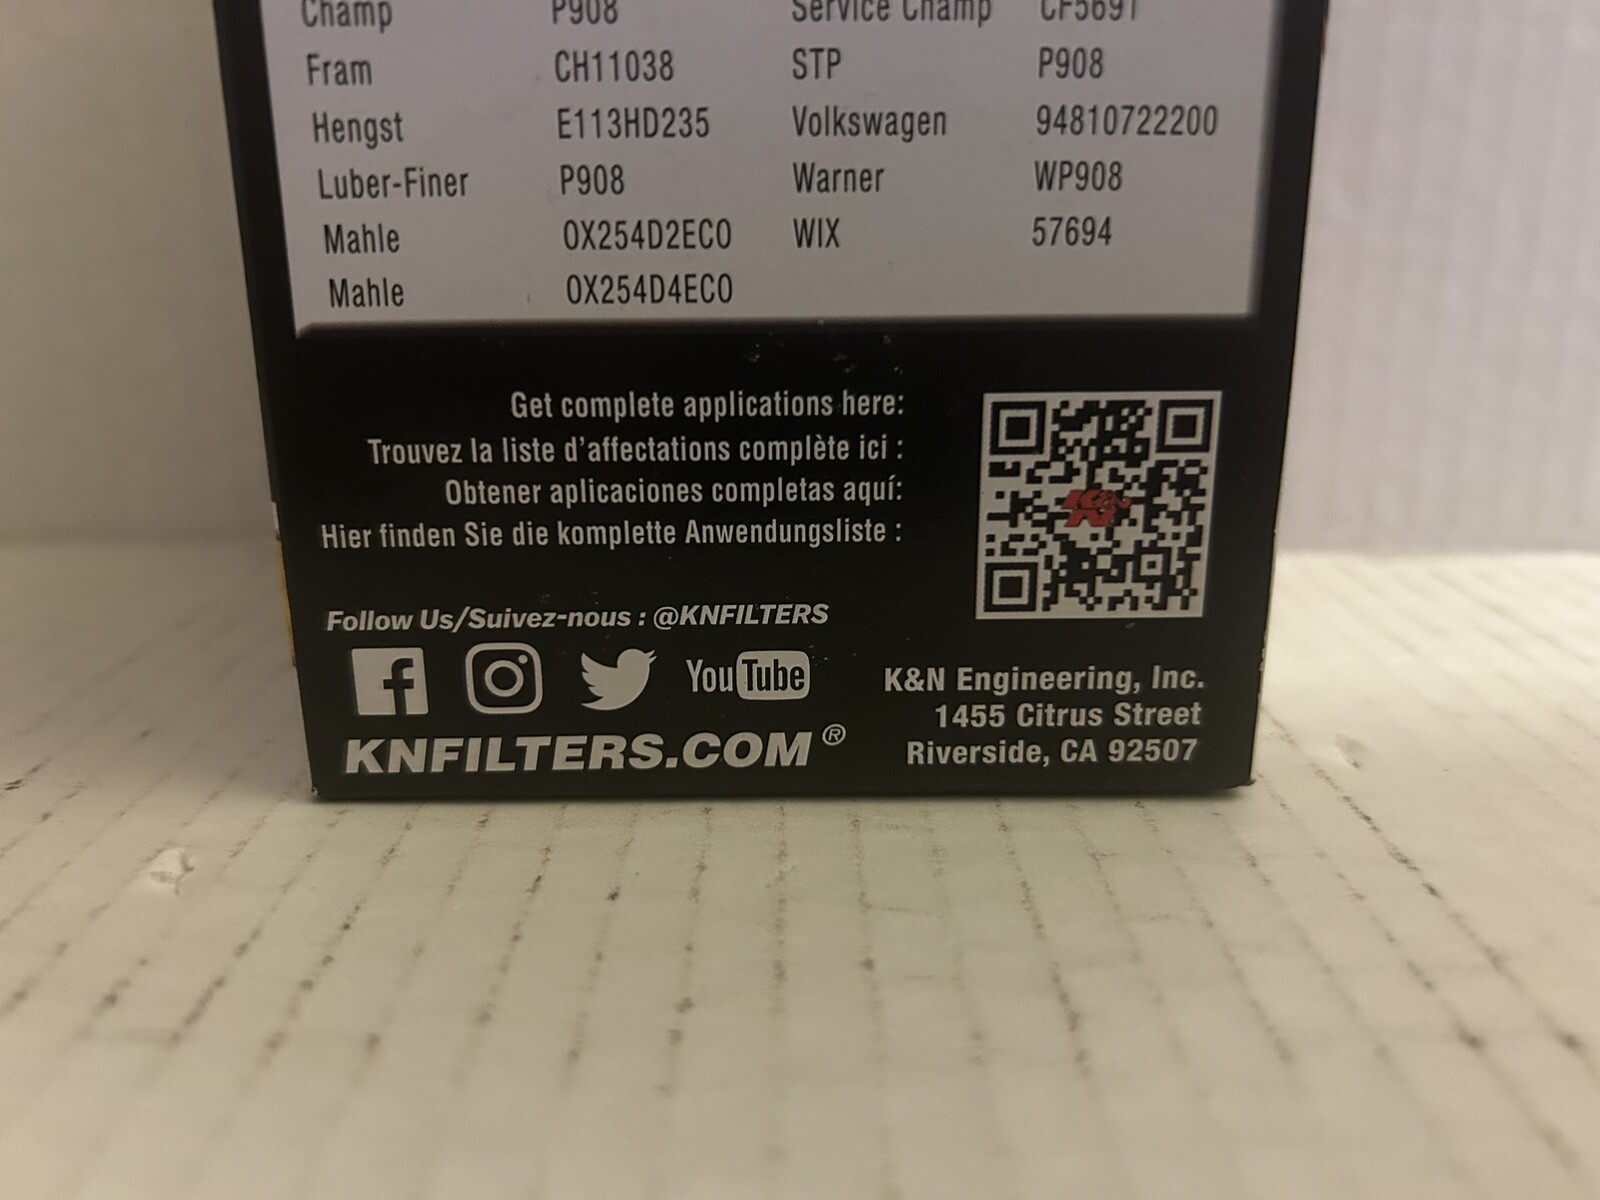 Champ P908 Service Champ CF5691
Fram CH11038 STP P908
Hengst E113HD235 Volkswagen 94810722200
Luber-Finer P908 Warner WP908
Mahle OX254D2ECO WIX 57694
Mahle OX254D4ECO
Get complete applications here:
Trouvez la liste d'affectations complète ici :
Obtener aplicaciones completas aquí:
Hier finden Sie die komplette Anwendungsliste :
K&N
Follow Us/Suivez-nous : @KNFILTERS
f YouTube
KNFILTERS.COM®
K&N Engineering, Inc.
1455 Citrus Street
Riverside, CA 92507